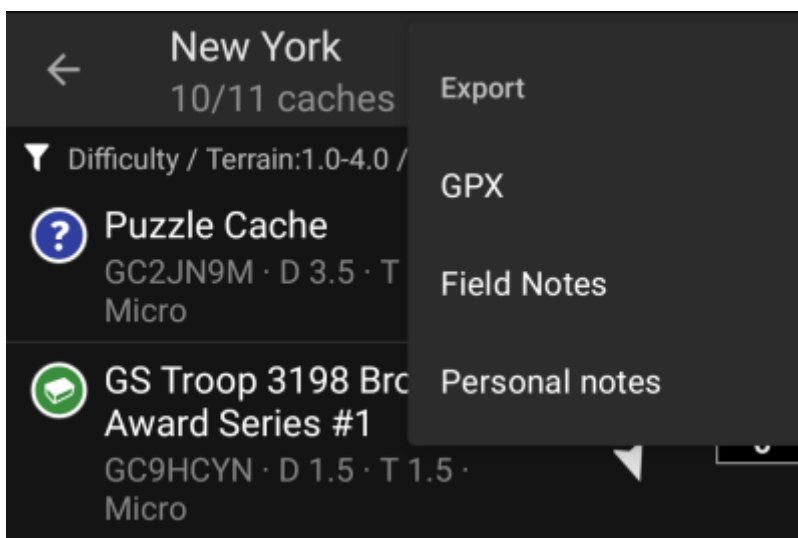 New York
10/11 caches
Difficulty / Terrain:1.0-4.0 /
?
Puzzle Cache
GC2JN9M · D 3.5 · T
Micro
GS Troop 3198 Bro
Award Series #1
GC9HCYN · D 1.5 · T 1.5 ·
Micro
Export
GPX
Field Notes
Personal notes